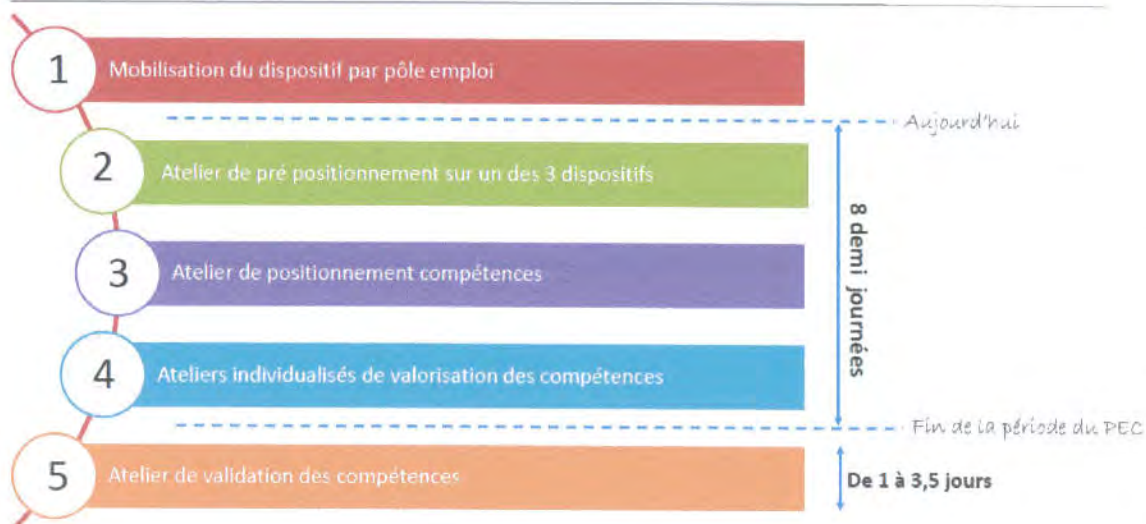 1
Mobilisation du dispositif par pôle emploi
Aujourd'hui
2
Atelier de pré positionnement sur un des 3 dispositifs
3
Atelier de positionnement compétences
8 demi journées
4
Ateliers individualisés de valorisation des compétences
Fin de la période du PEC
5
Atelier de validation des compétences
De 1 à 3,5 jours